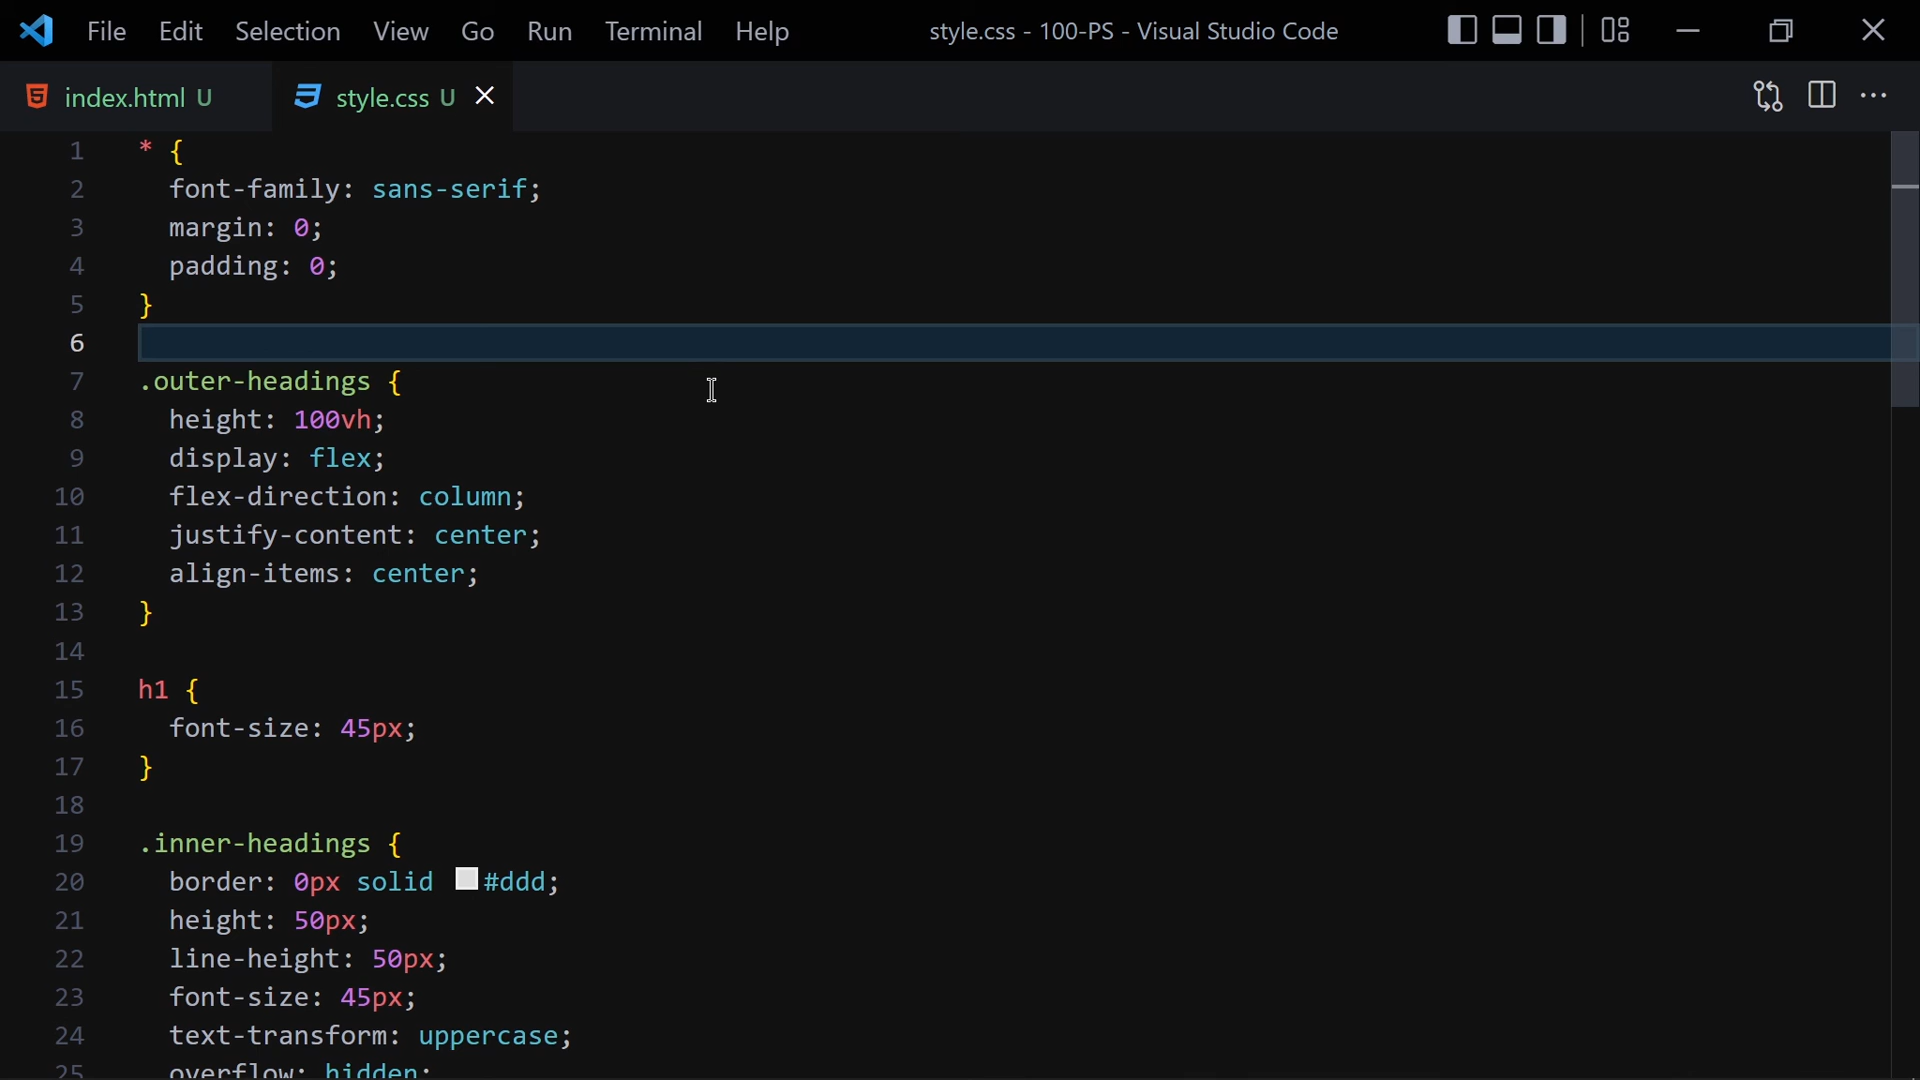 File Edit Selection View Go Run Terminal Help style.css - 100-PS - Visual Studio Code
index.html U style.css U
1 * {
2 font-family: sans-serif;
3 margin: 0;
4 padding: 0;
5 }
6
7 .outer-headings {
8 height: 100vh;
9 display: flex;
10 flex-direction: column;
11 justify-content: center;
12 align-items: center;
13 }
14
15 h1 {
16 font-size: 45px;
17 }
18
19 .inner-headings {
20 border: 0px solid #ddd;
21 height: 50px;
22 line-height: 50px;
23 font-size: 45px;
24 text-transform: uppercase;
25 overflow: hidden;